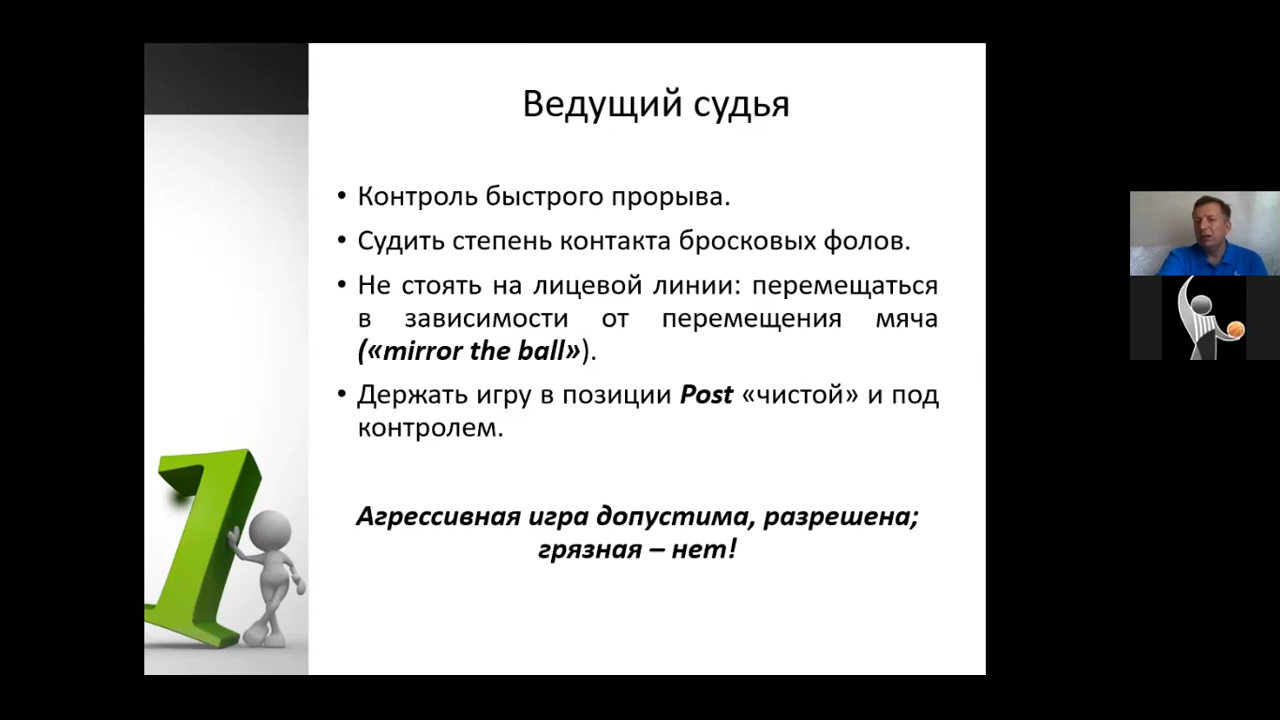 Ведущий судья
• Контроль быстрого прорыва.
• Судить степень контакта бросковых фолов.
• Не стоять на лицевой линии: перемещаться
в зависимости от перемещения мяча
(«mirror the ball»).
• Держать игру в позиции Post «чистой» и под
контролем.
Агрессивная игра допустима, разрешена;
грязная – нет!
1